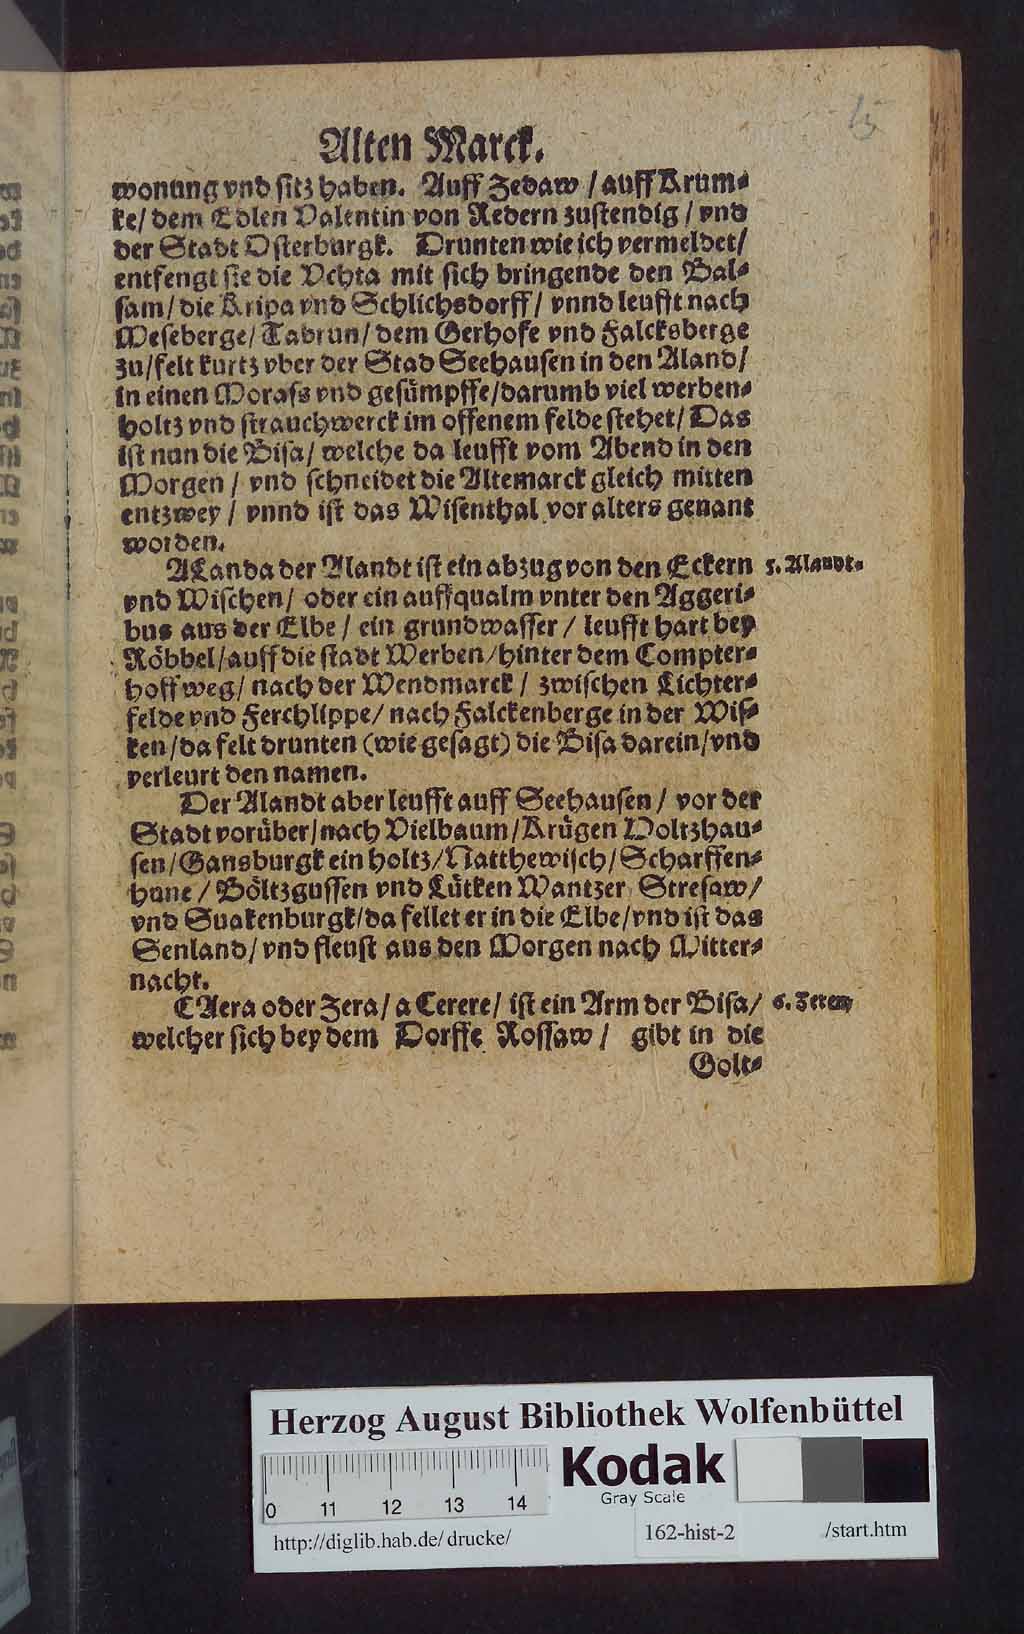 15
Alten Marck.
wonung vnd sitz haben. Auff Zedaw / auff Krum⸗
ke/ dem Edlen Valentin von Redern zustendig / vnd
der Stadt Osterburgk. Drunten wie ich vermeldet/
entfengt sie die Vchta mit sich bringende den Bal⸗
sam/ die Kripa vnd Schlichsdorff/ vnnd leufft nach
Meseberge/ Tabrun/ dem Gerhofe vnd Falcksberge
zu/ felt kurtz vber der Stad Seehausen in den Aland/
in einen Morass vnd gesümpffe/ darumb viel werben⸗
holtz vnd strauchwerck im offenem felde stehet/ Das
ist nun die Bisa/ welche da leufft vom Abend in den
Morgen / vnd schneidet die Altemarck gleich mitten
entzwey / vnnd ist das Wisenthal vor alters genant
worden.
ALanda der Alandt ist ein abzug von den Eckern 5. Alandt.
vnd Wischen/ oder ein auffqualm vnter den Aggeri⸗
bus aus der Elbe / ein grundwasser / leufft hart bey
Röbbel/ auff die stadt Werben/ hinter dem Compter⸗
hoff weg/ nach der Wendmarck / zwischen Lichter⸗
felde vnd Ferchlippe/ nach Falckenberge in der Wis⸗
ken/ da felt drunten (wie gesagt) die Bisa darein/ vnd
verleurt den namen.
Der Alandt aber leufft auff Seehausen / vor der
Stadt vorüber/ nach Vielbaum/ Krügen Voltzhau⸗
sen/ Gansburgk ein holtz/ Natthewisch/ Scharffen⸗
hune / Böltzgussen vnd Lütken Wantzer Stresaw/
vnd Snakenburgk/ da fellet er in die Elbe/ vnd ist das
Senland/ vnd fleust aus den Morgen nach Mitter⸗
nacht.
CAera oder Zera/ a Cerere/ ist ein Arm der Bisa/ 6.
welcher sich bey dem Dorffe Rossaw / gibt in die
Golt⸗
Herzog August Bibliothek Wolfenbüttel
0 11 12 13 14
Kodak
Gray Scale
http://diglib.hab.de/ drucke/ 162-hist-2 /start.htm